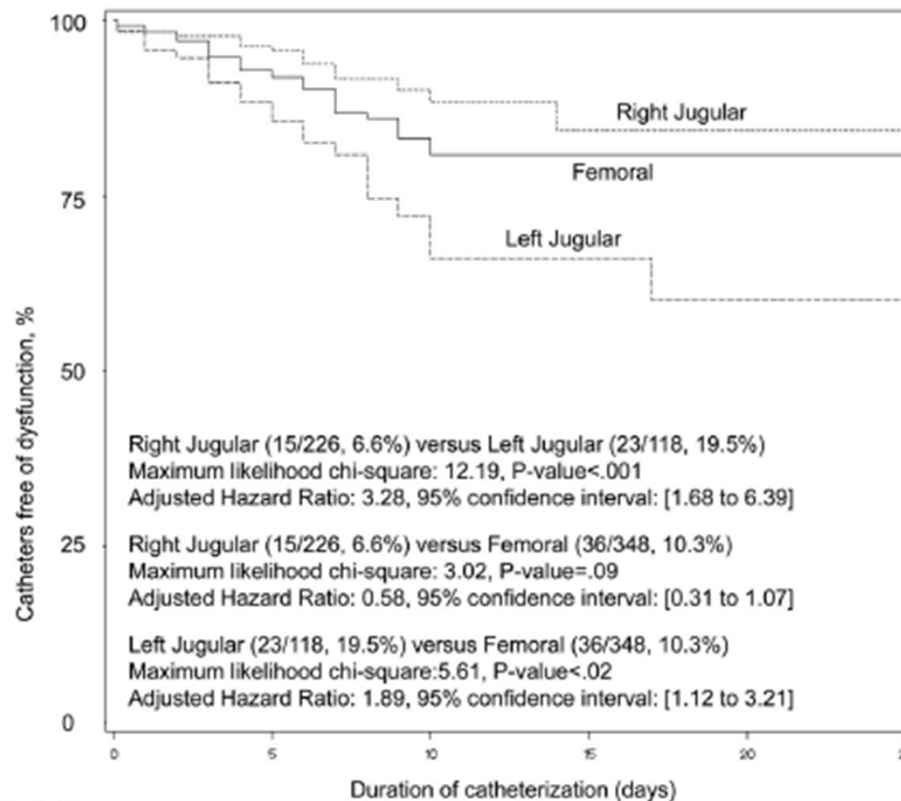 100
Right Jugular
Femoral
75
Left Jugular
50
Right Jugular (15/226, 6.6%) versus Left Jugular (23/118, 19.5%)
Maximum likelihood chi-square: 12.19, P-value<.001
Adjusted Hazard Ratio: 3.28, 95% confidence interval: [1.68 to 6.39]
25
Right Jugular (15/226, 6.6%) versus Femoral (36/348, 10.3%)
Maximum likelihood chi-square: 3.02, P-value=.09
Adjusted Hazard Ratio: 0.58, 95% confidence interval: [0.31 to 1.07]
Left Jugular (23/118, 19.5%) versus Femoral (36/348, 10.3%)
Maximum likelihood chi-square:5.61, P-value<.02
Adjusted Hazard Ratio: 1.89, 95% confidence interval: [1.12 to 3.21]
0
Catheters free of dysfunction, %
0 5 10 15 20
Duration of catheterization (days)